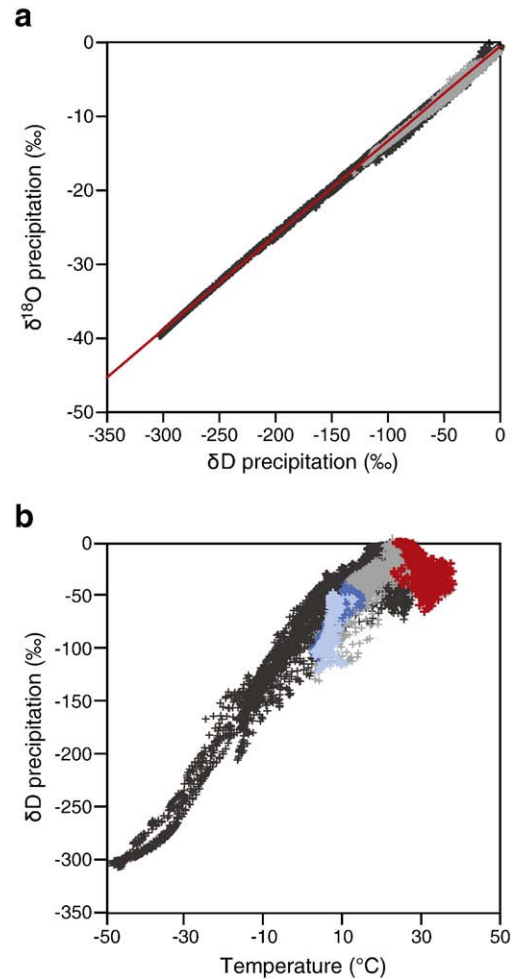 a
0
-10
-20
-30
-40
-50
δ¹⁸O precipitation (‰)
-350 -300 -250 -200 -150 -100 -50 0
δD precipitation (‰)
b
0
-50
-100
-150
-200
-250
-300
-350
δD precipitation (‰)
-50 -30 -10 10 30 50
Temperature (°C)